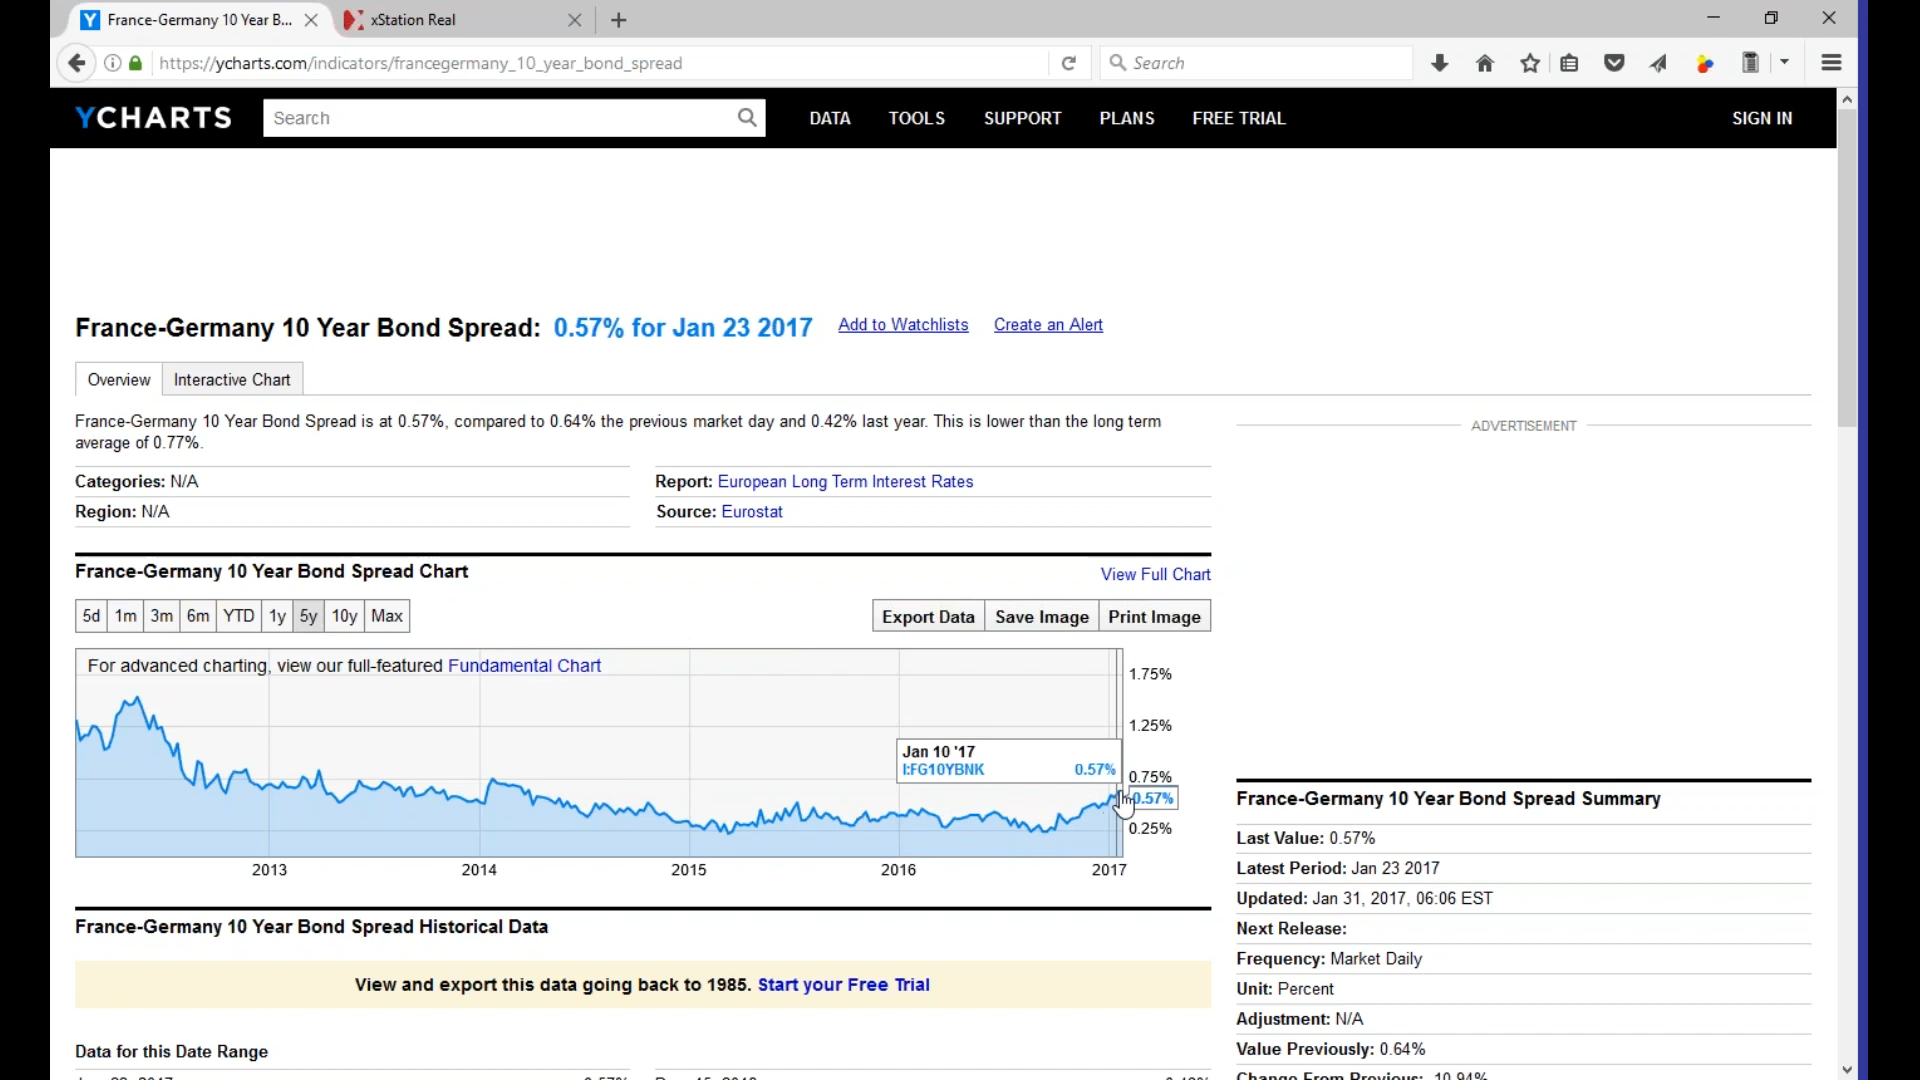 France-Germany 10 Year B...
xStation Real
https://ycharts.com/indicators/francegermany_10_year_bond_spread
Search
YCHARTS
Search
DATA
TOOLS
SUPPORT
PLANS
FREE TRIAL
SIGN IN
France-Germany 10 Year Bond Spread: 0.57% for Jan 23 2017
Add to Watchlists
Create an Alert
Overview
Interactive Chart
France-Germany 10 Year Bond Spread is at 0.57%, compared to 0.64% the previous market day and 0.42% last year. This is lower than the long term
average of 0.77%.
ADVERTISEMENT
Categories: N/A
Report: European Long Term Interest Rates
Region: N/A
Source: Eurostat
France-Germany 10 Year Bond Spread Chart
View Full Chart
5d 1m 3m 6m YTD 1y 5y 10y Max
Export Data
Save Image
Print Image
For advanced charting, view our full-featured Fundamental Chart
1.75%
1.25%
Jan 10 '17
I:FG10YBNK 0.57%
0.75%
0.57%
0.25%
2013
2014
2015
2016
2017
France-Germany 10 Year Bond Spread Historical Data
View and export this data going back to 1985. Start your Free Trial
Data for this Date Range
France-Germany 10 Year Bond Spread Summary
Last Value: 0.57%
Latest Period: Jan 23 2017
Updated: Jan 31, 2017, 06:06 EST
Next Release:
Frequency: Market Daily
Unit: Percent
Adjustment: N/A
Value Previously: 0.64%
Change From Previous: -10.94%